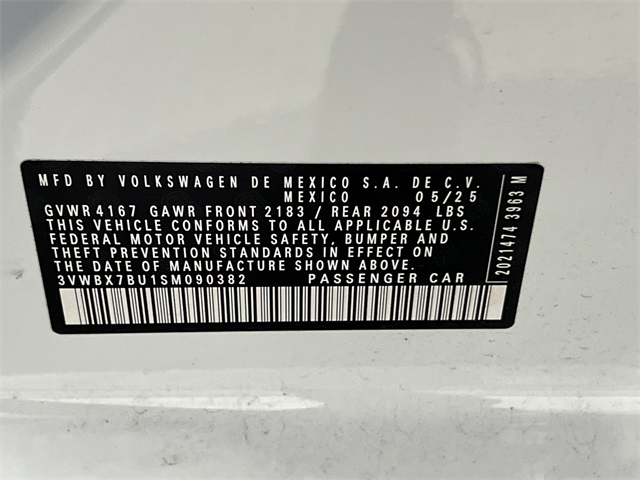 MFD BY VOLKSWAGEN DE MEXICO S.A. DE C.V.
MEXICO 05/25
GVWR 4167 GAWR FRONT 2183 / REAR 2094 LBS
THIS VEHICLE CONFORMS TO ALL APPLICABLE U.S.
FEDERAL MOTOR VEHICLE SAFETY, BUMPER AND
THEFT PREVENTION STANDARDS IN EFFECT ON
THE DATE OF MANUFACTURE SHOWN ABOVE.
3VWBX7BU1SM090382 PASSENGER CAR
2021474 3963 M